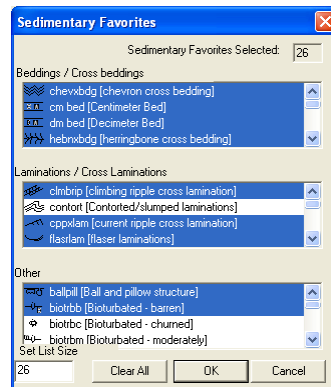 Sedimentary Favorites
Sedimentary Favorites Selected: 26
Beddings / Cross beddings
chevxbdg [chevron cross bedding]
cm bed [Centimeter Bed]
dm bed [Decimeter Bed]
hebnxbdg [herringbone cross bedding]
Laminations / Cross Laminations
clmbrip [climbing ripple cross lamination]
contort [Contorted/slumped laminations]
cppxlam [current ripple cross lamination]
flasrlam [flaser laminations]
Other
ballpill [Ball and pillow structure]
biotrbb [Bioturbated - barren]
biotrbc [Bioturbated - churned]
biotrbm [Bioturbated - moderately]
Set List Size
26 Clear All OK Cancel